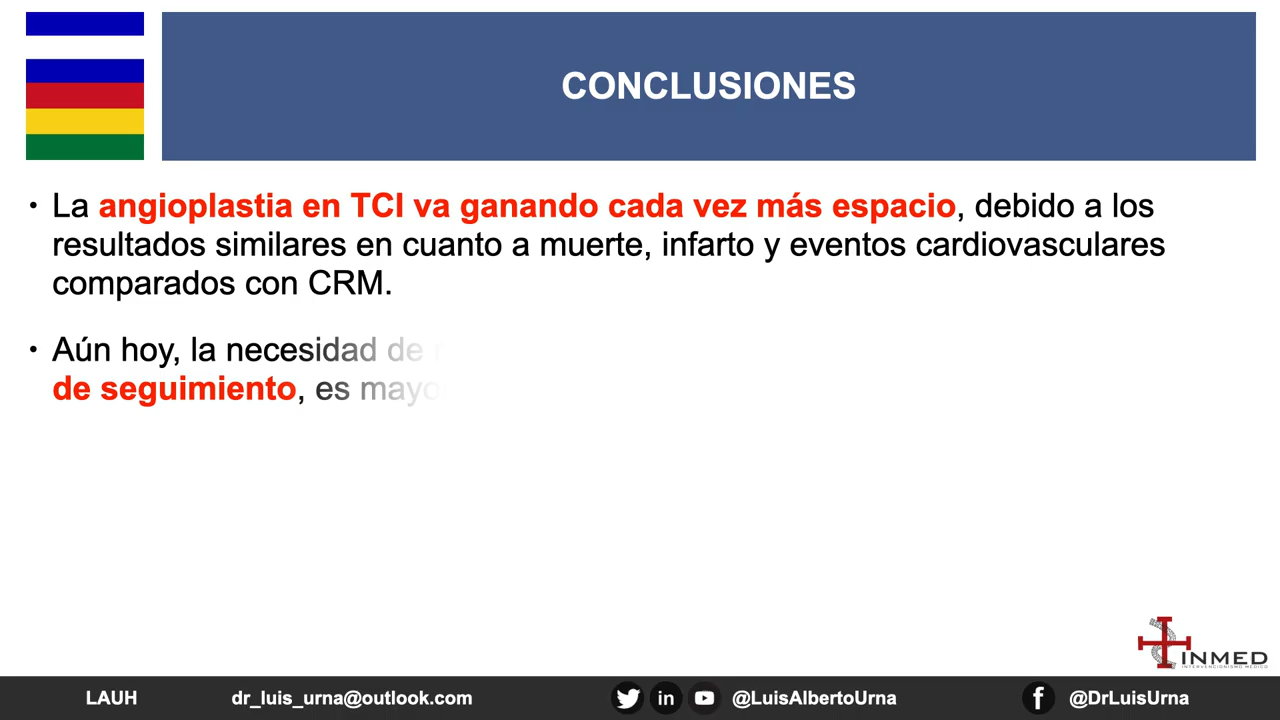 CONCLUSIONES
• La angioplastia en TCI va ganando cada vez más espacio, debido a los
resultados similares en cuanto a muerte, infarto y eventos cardiovasculares
comparados con CRM.
• Aún hoy, la necesidad de
de seguimiento, es mayo
INMED
INTERVENCIONISMO MÉDICO
LAUH dr_luis_urna@outlook.com @LuisAlbertoUrna @DrLuisUrna